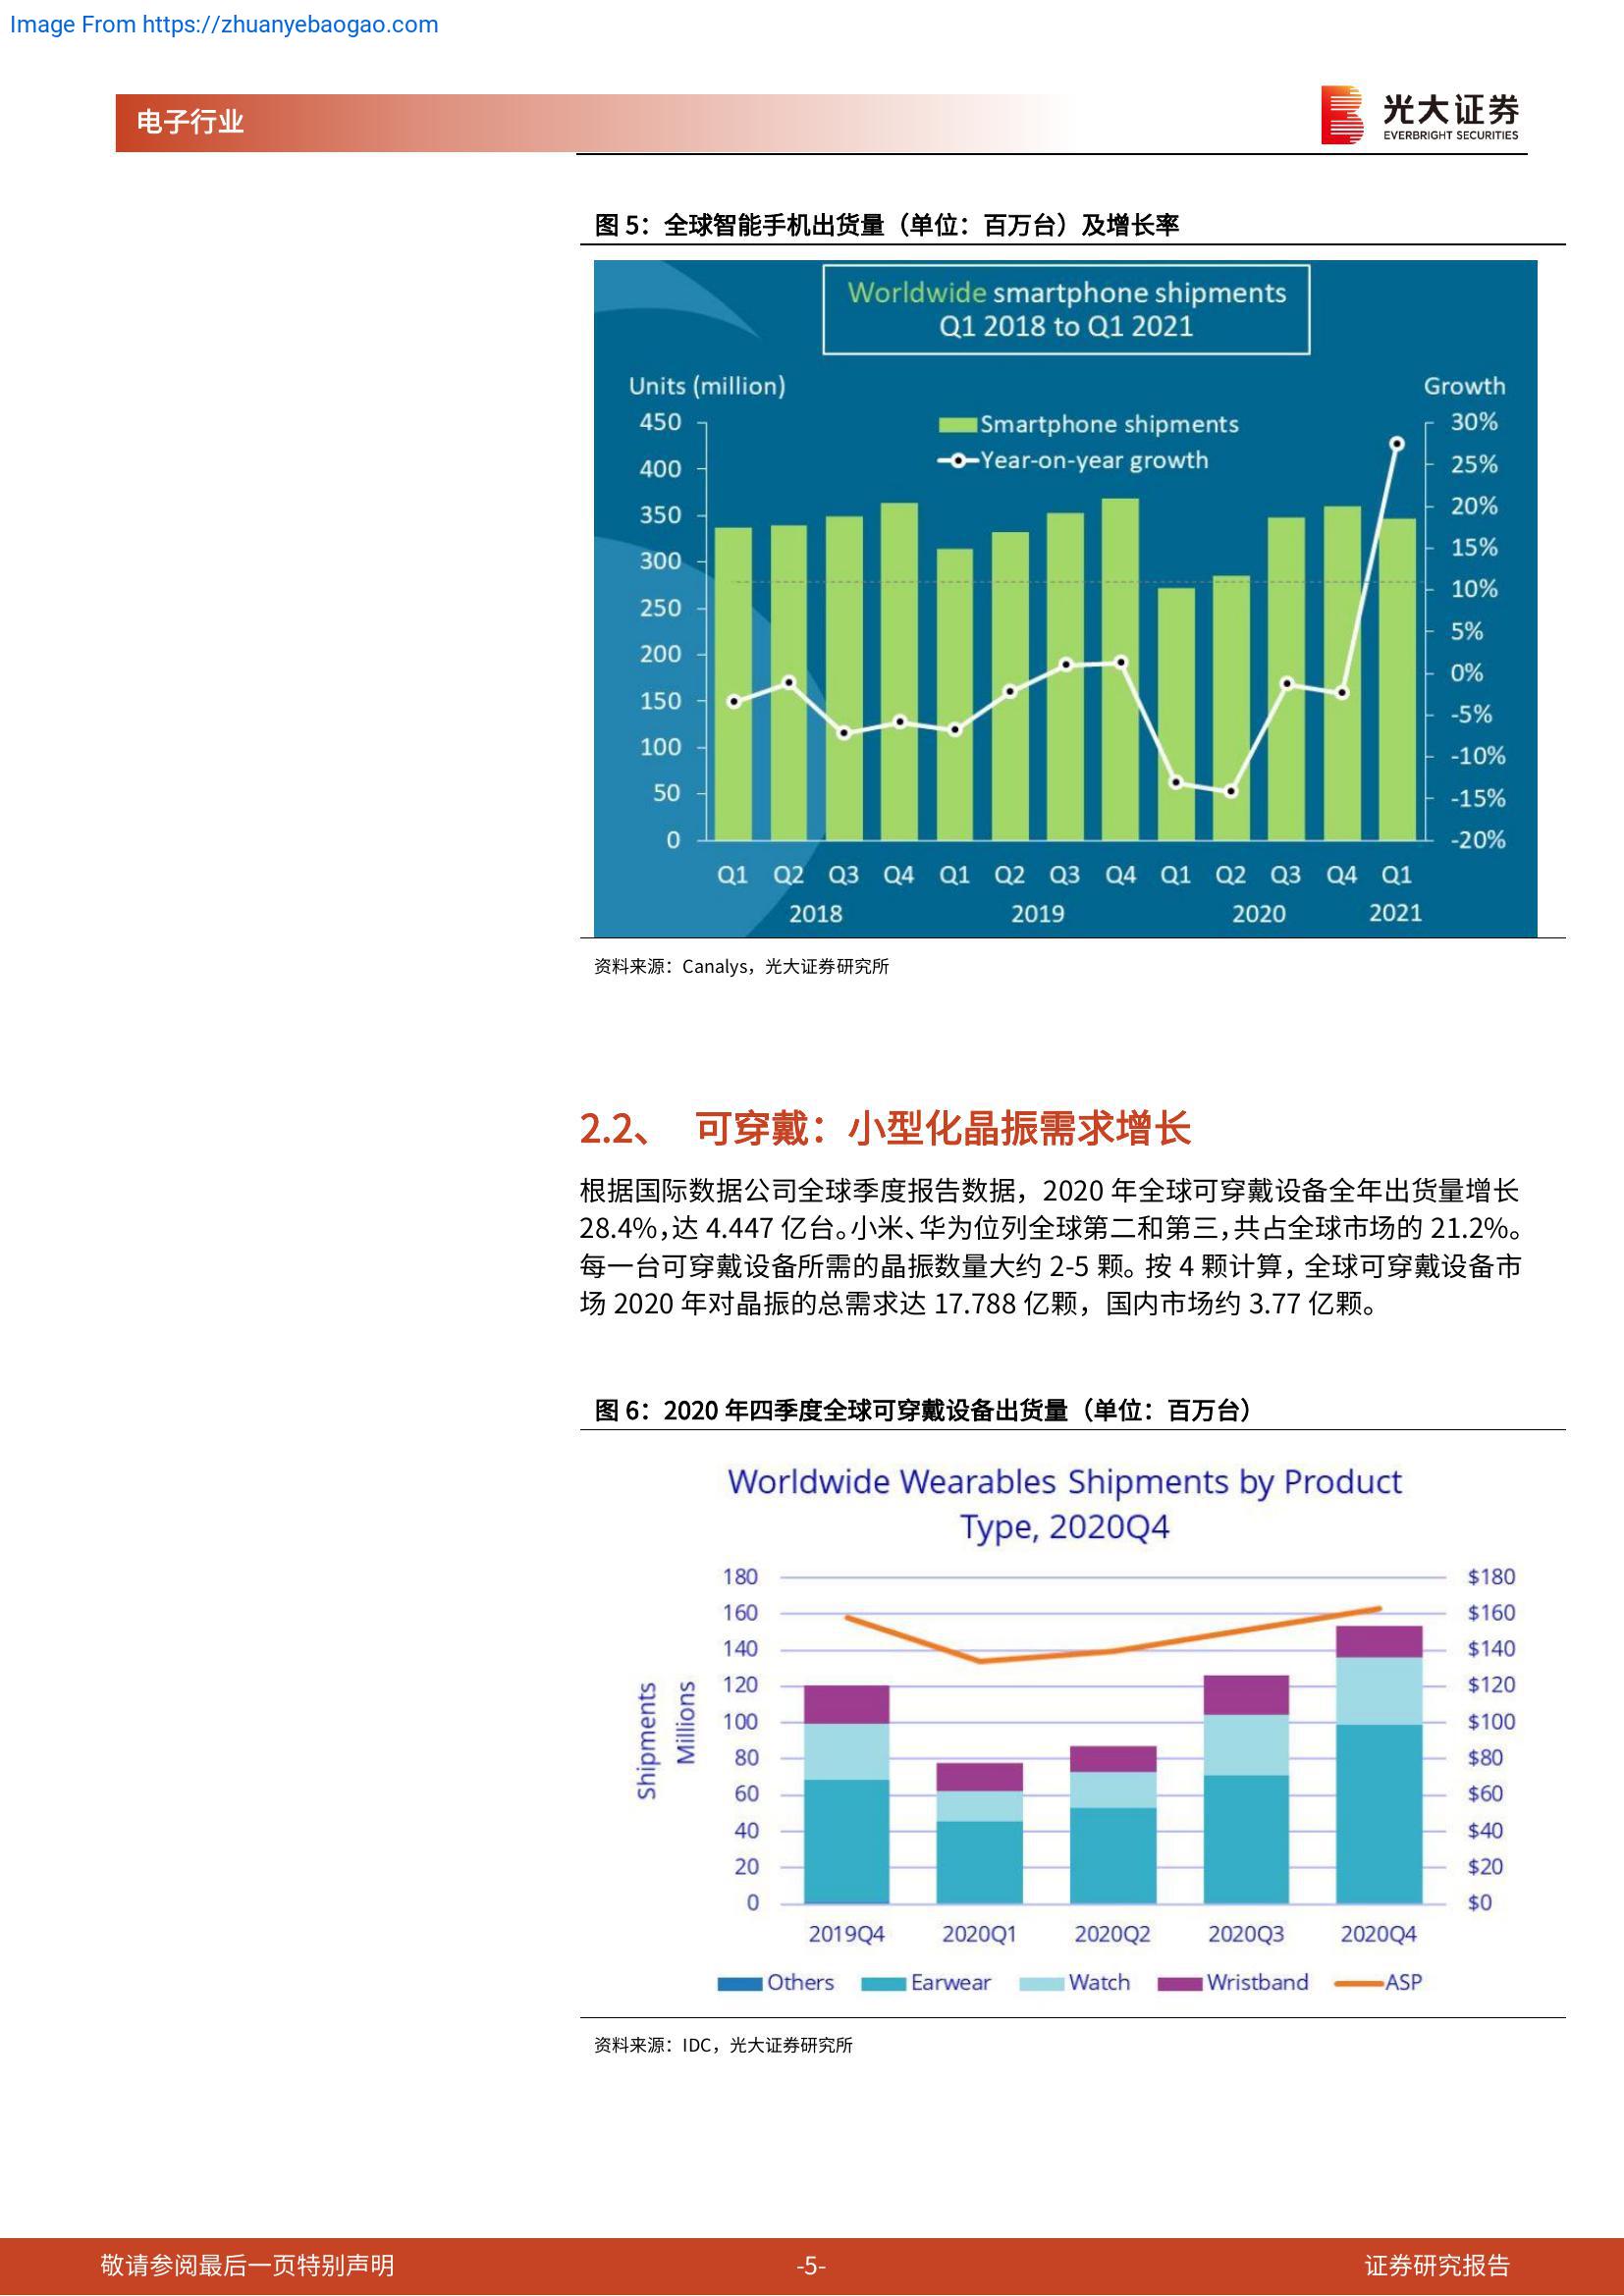 Image From https://zhuanyebaogao.com
电子行业
光大证券
EVERBRIGHT SECURITIES
图 5：全球智能手机出货量（单位：百万台）及增长率
Worldwide smartphone shipments
Q1 2018 to Q1 2021
Units (million)
Growth
Smartphone shipments
Year-on-year growth
450
400
350
300
250
200
150
100
50
0
30%
25%
20%
15%
10%
5%
0%
-5%
-10%
-15%
-20%
Q1 Q2 Q3 Q4 Q1 Q2 Q3 Q4 Q1 Q2 Q3 Q4 Q1
2018 2019 2020 2021
资料来源：Canalys，光大证券研究所
2.2、 可穿戴：小型化晶振需求增长
根据国际数据公司全球季度报告数据，2020 年全球可穿戴设备全年出货量增长
28.4%，达 4.447 亿台。小米、华为位列全球第二和第三，共占全球市场的 21.2%。
每一台可穿戴设备所需的晶振数量大约 2-5 颗。按 4 颗计算，全球可穿戴设备市
场 2020 年对晶振的总需求达 17.788 亿颗，国内市场约 3.77 亿颗。
图 6：2020 年四季度全球可穿戴设备出货量（单位：百万台）
Worldwide Wearables Shipments by Product
Type, 2020Q4
Shipments
Millions
180
160
140
120
100
80
60
40
20
0
$180
$160
$140
$120
$100
$80
$60
$40
$20
$0
2019Q4 2020Q1 2020Q2 2020Q3 2020Q4
Others Earwear Watch Wristband ASP
资料来源：IDC，光大证券研究所
敬请参阅最后一页特别声明
-5-
证券研究报告